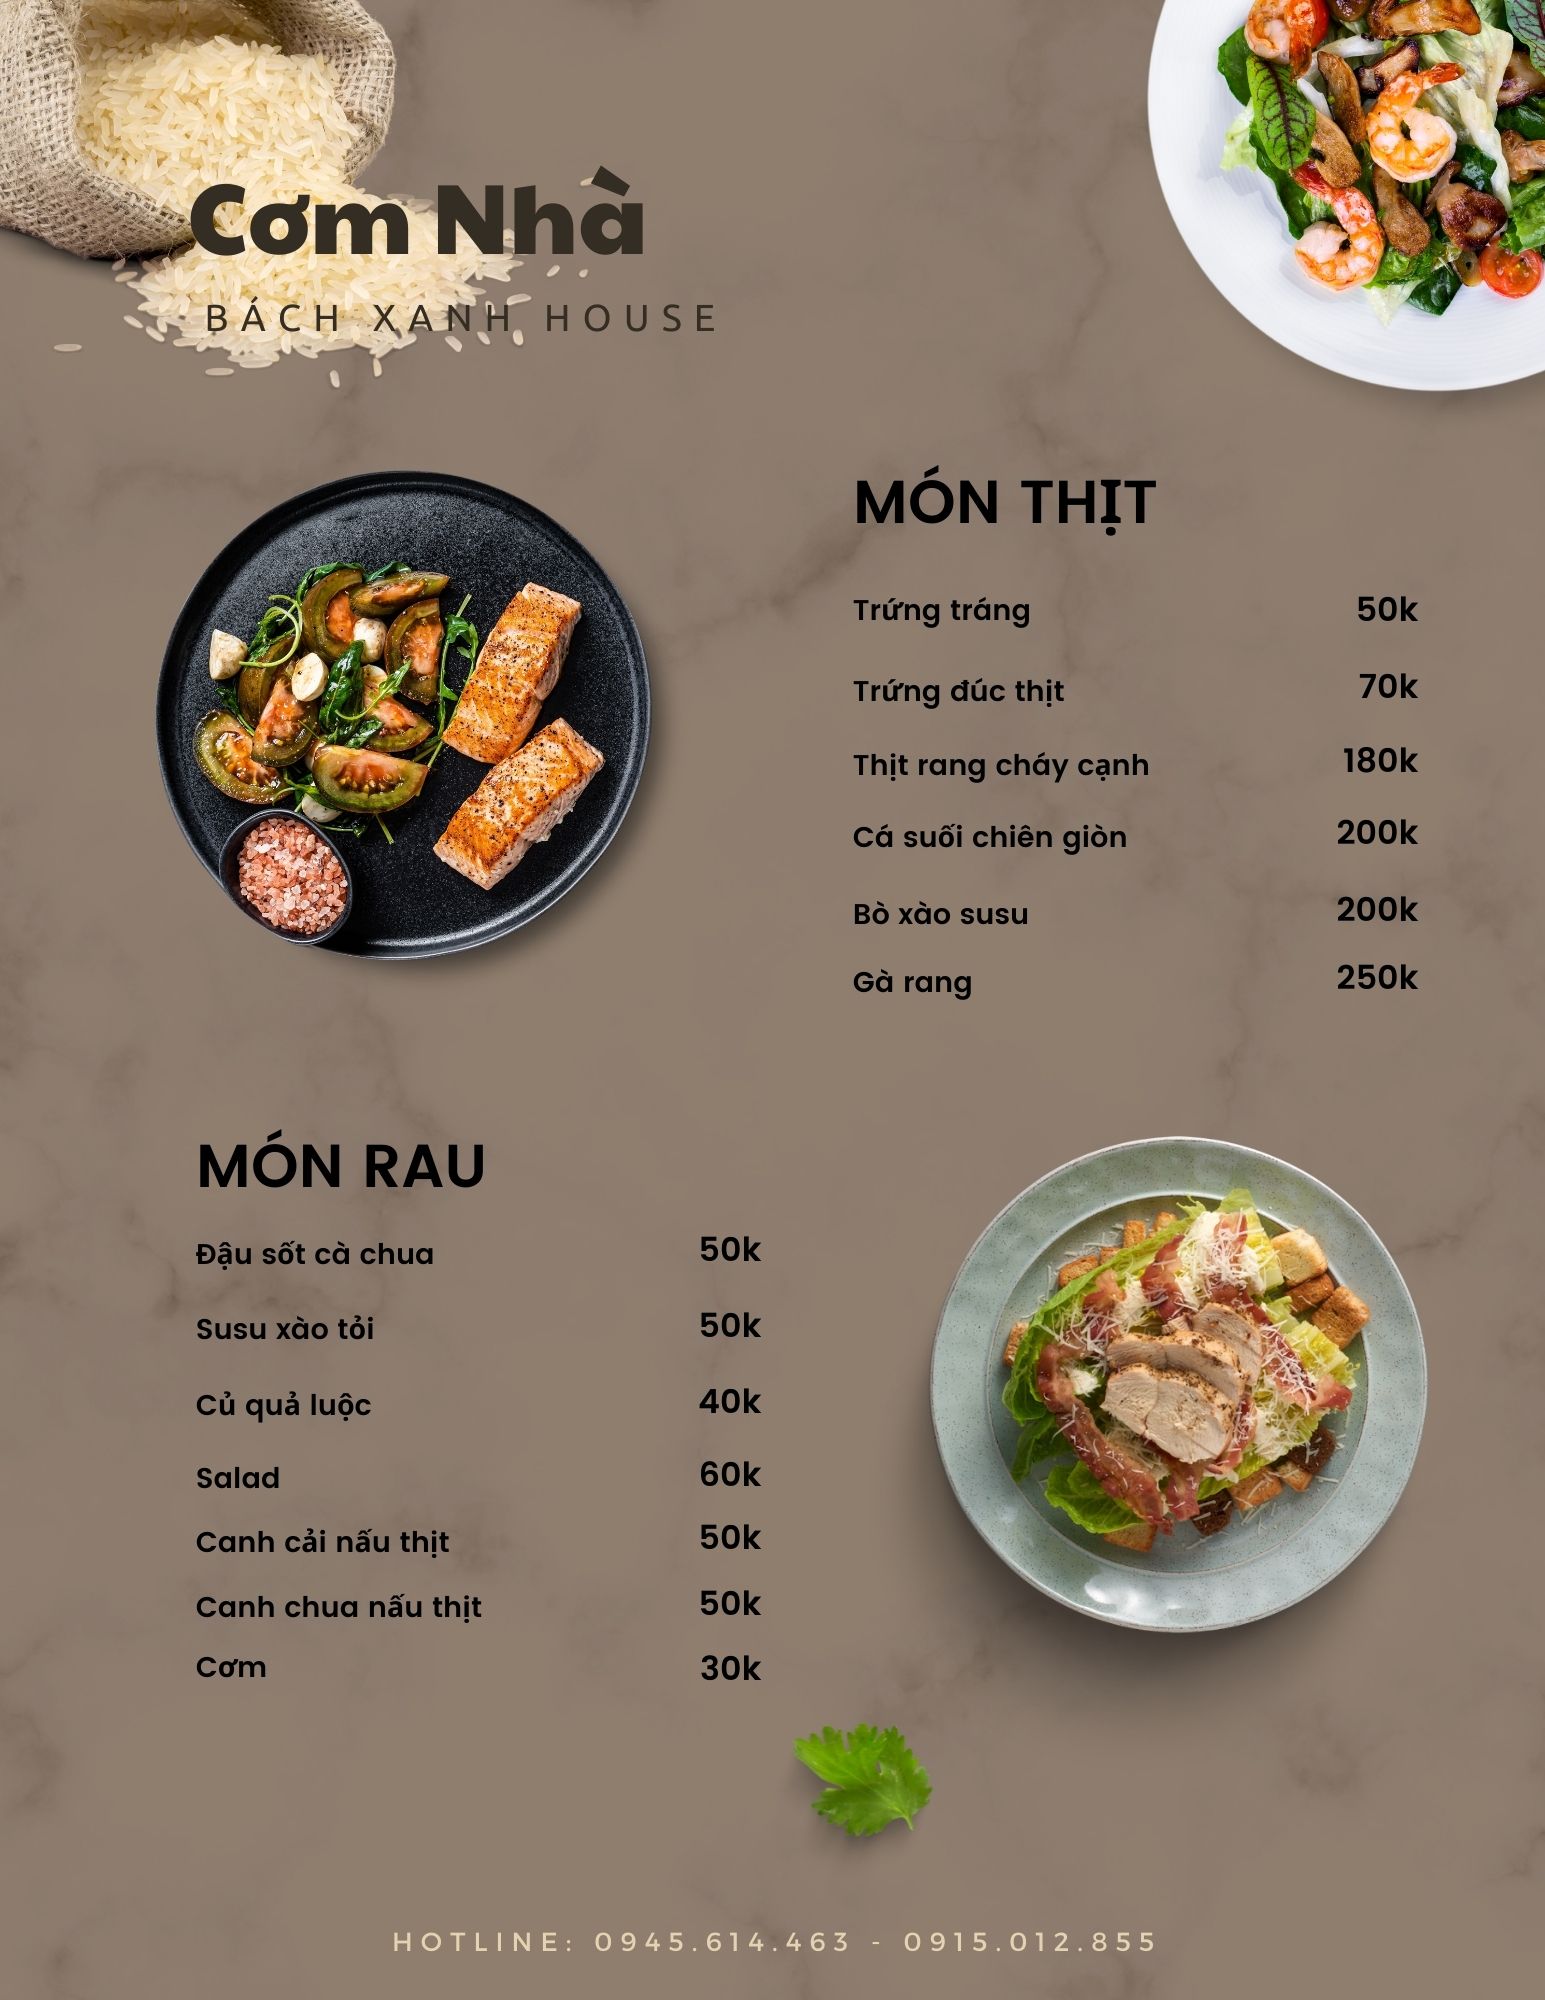 Cơm Nhà
BÁCH XANH HOUSE
MÓN THỊT
Trứng tráng 50k
Trứng đúc thịt 70k
Thịt rang cháy cạnh 180k
Cá suối chiên giòn 200k
Bò xào susu 200k
Gà rang 250k
MÓN RAU
Đậu sốt cà chua 50k
Susu xào tỏi 50k
Củ quả luộc 40k
Salad 60k
Canh cải nấu thịt 50k
Canh chua nấu thịt 50k
Cơm 30k
HOTLINE: 0945.614.463 - 0915.012.855